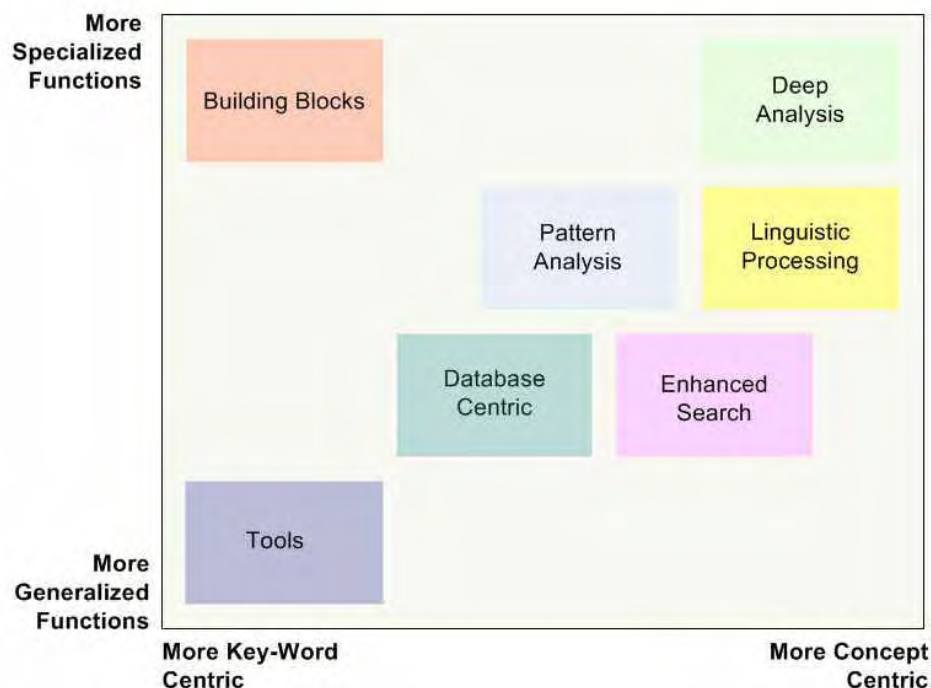 More
Specialized
Functions
Building Blocks
Deep
Analysis
Pattern
Analysis
Linguistic
Processing
Database
Centric
Enhanced
Search
Tools
More
Generalized
Functions
More Key-Word
Centric
More Concept
Centric